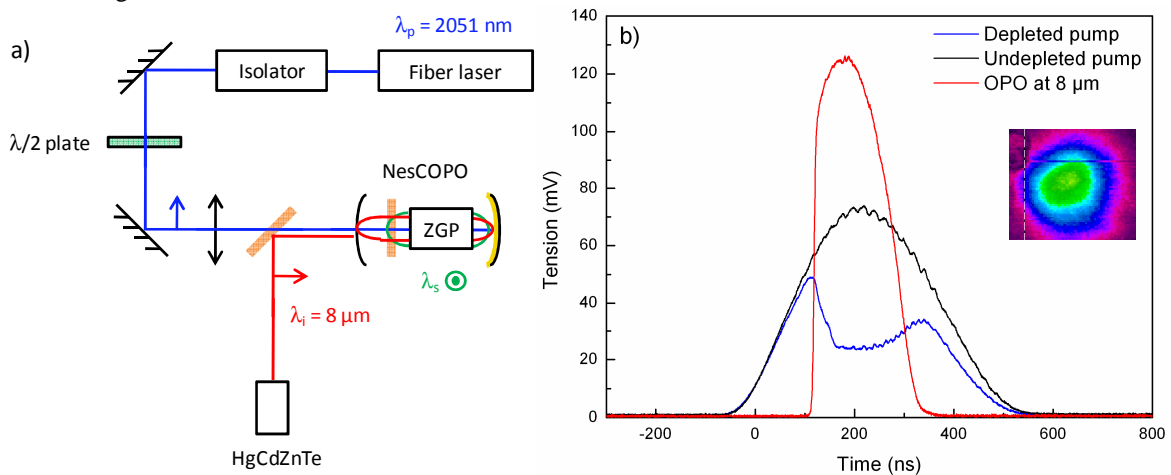 a)
λp = 2051 nm
Isolator
Fiber laser
λ/2 plate
NesCOPO
ZGP
λs
λi = 8 µm
HgCdZnTe
b)
Depleted pump
Undepleted pump
OPO at 8 µm
Tension (mV)
140
120
100
80
60
40
20
0
-200
0
200
400
600
800
Time (ns)